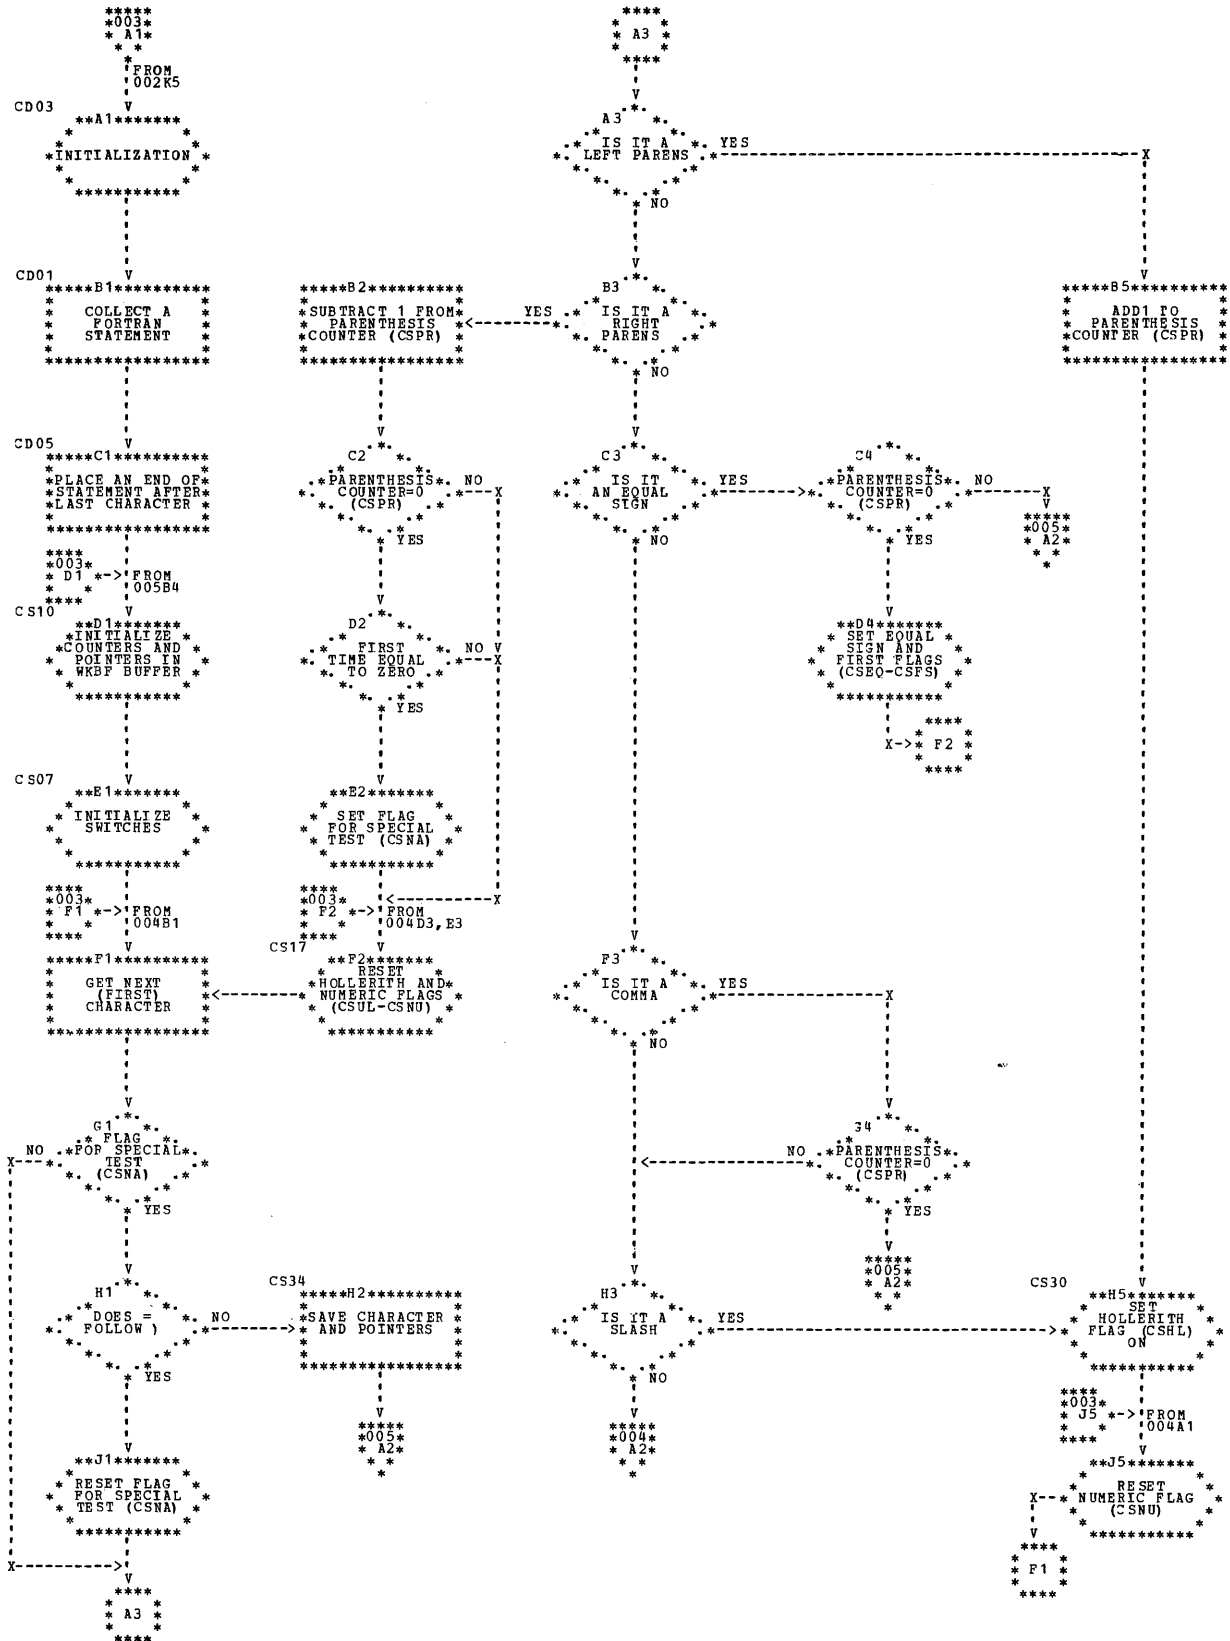 003
A1
FROM
002K5
CD03
A1
INITIALIZATION
CD01
B1
COLLECT A
FORTRAN
STATEMENT
CD05
C1
PLACE AN END OF
STATEMENT AFTER
LAST CHARACTER
003
D1
FROM
005B4
CS10
D1
INITIALIZE
COUNTERS AND
POINTERS IN
WKBF BUFFER
CS07
E1
INITIALIZE
SWITCHES
003
F1
FROM
004B1
F1
GET NEXT
(FIRST)
CHARACTER
G1
FLAG
FOR SPECIAL
TEST
(CSNA)
NO
YES
H1
DOES =
FOLLOW )
NO
YES
J1
RESET FLAG
FOR SPECIAL
TEST (CSNA)
A3
B2
SUBTRACT 1 FROM
PARENTHESIS
COUNTER (CSPR)
C2
PARENTHESIS
COUNTER=0
(CSPR)
NO
YES
D2
FIRST
TIME EQUAL
TO ZERO
NO
YES
E2
SET FLAG
FOR SPECIAL
TEST (CSNA)
003
F2
FROM
004D3,E3
CS17
F2
RESET
HOLLERITH AND
NUMERIC FLAGS
(CSUL-CSNU)
CS34
H2
SAVE CHARACTER
AND POINTERS
005
A2
A3
A3
IS IT A
LEFT PARENS
YES
NO
B3
IS IT A
RIGHT
PARENS
YES
NO
C3
IS IT
AN EQUAL
SIGN
YES
NO
C4
PARENTHESIS
COUNTER=0
(CSPR)
NO
YES
005
A2
D4
SET EQUAL
SIGN AND
FIRST FLAGS
(CSEQ-CSFS)
F2
F3
IS IT A
COMMA
YES
NO
G4
PARENTHESIS
COUNTER=0
(CSPR)
NO
YES
005
A2
H3
IS IT A
SLASH
YES
NO
004
A2
B5
ADD1 TO
PARENTHESIS
COUNTER (CSPR)
CS30
H5
SET
HOLLERITH
FLAG (CSHL)
ON
003
J5
FROM
004A1
J5
RESET
NUMERIC FLAG
(CSNU)
F1